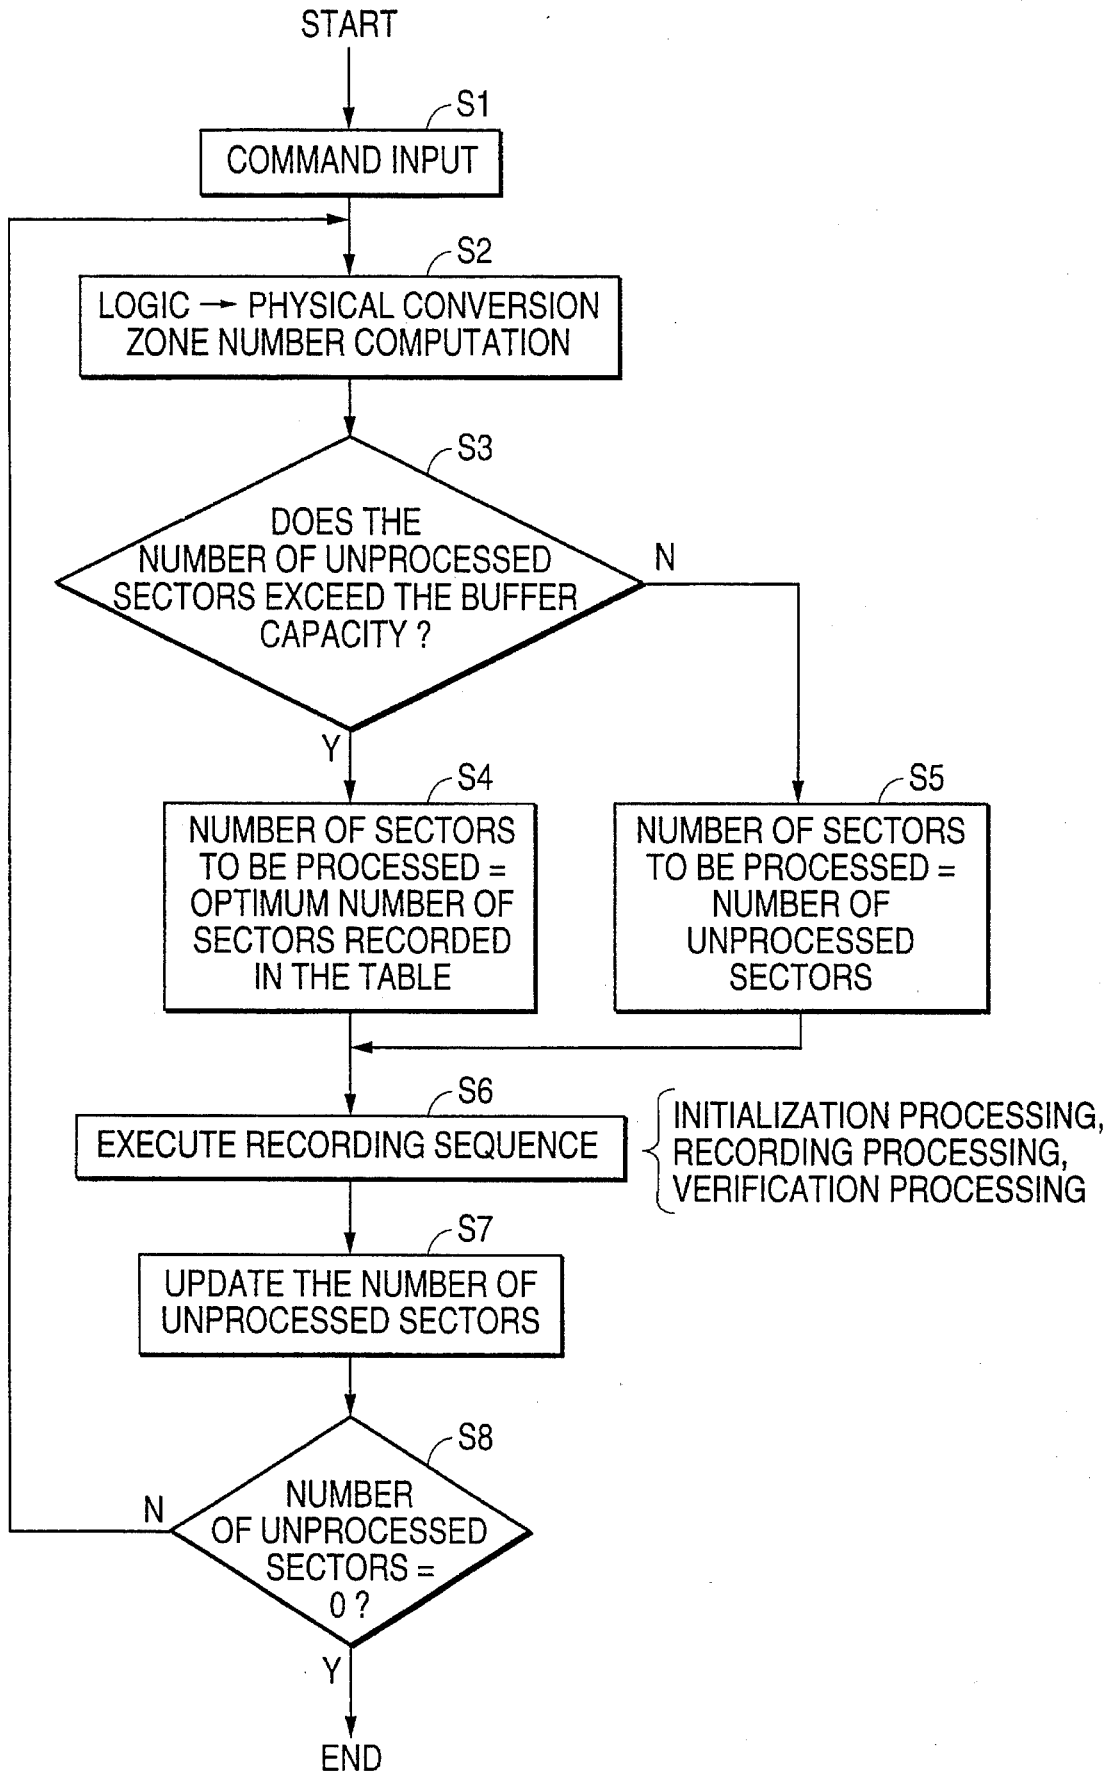 START
S1
COMMAND INPUT
S2
LOGIC → PHYSICAL CONVERSION
ZONE NUMBER COMPUTATION
S3
DOES THE
NUMBER OF UNPROCESSED
SECTORS EXCEED THE BUFFER
CAPACITY ?
N
Y
S4
NUMBER OF SECTORS
TO BE PROCESSED =
OPTIMUM NUMBER OF
SECTORS RECORDED
IN THE TABLE
S5
NUMBER OF SECTORS
TO BE PROCESSED =
NUMBER OF
UNPROCESSED
SECTORS
S6
EXECUTE RECORDING SEQUENCE
INITIALIZATION PROCESSING,
RECORDING PROCESSING,
VERIFICATION PROCESSING
S7
UPDATE THE NUMBER OF
UNPROCESSED SECTORS
S8
NUMBER
OF UNPROCESSED
SECTORS =
0 ?
N
Y
END